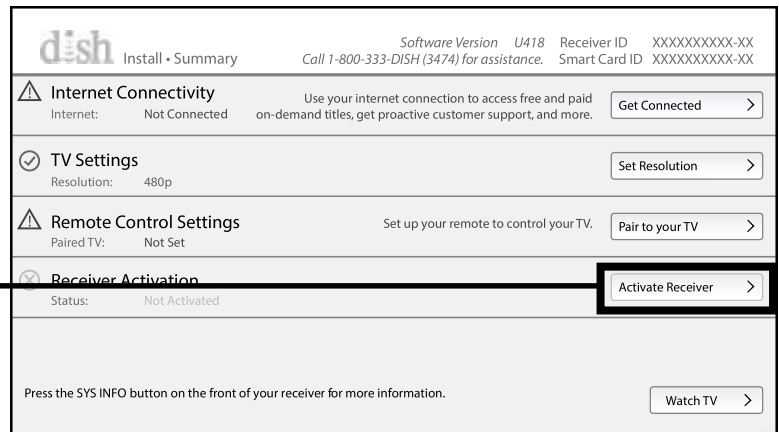 dish Install • Summary
Software Version U418 Receiver ID XXXXXXXXXX-XX
Call 1-800-333-DISH (3474) for assistance. Smart Card ID XXXXXXXXXX-XX
Internet Connectivity
Internet: Not Connected
Use your internet connection to access free and paid
on-demand titles, get proactive customer support, and more.
Get Connected
TV Settings
Resolution: 480p
Set Resolution
Remote Control Settings
Paired TV: Not Set
Set up your remote to control your TV.
Pair to your TV
Receiver Activation
Status: Not Activated
Activate Receiver
Press the SYS INFO button on the front of your receiver for more information.
Watch TV